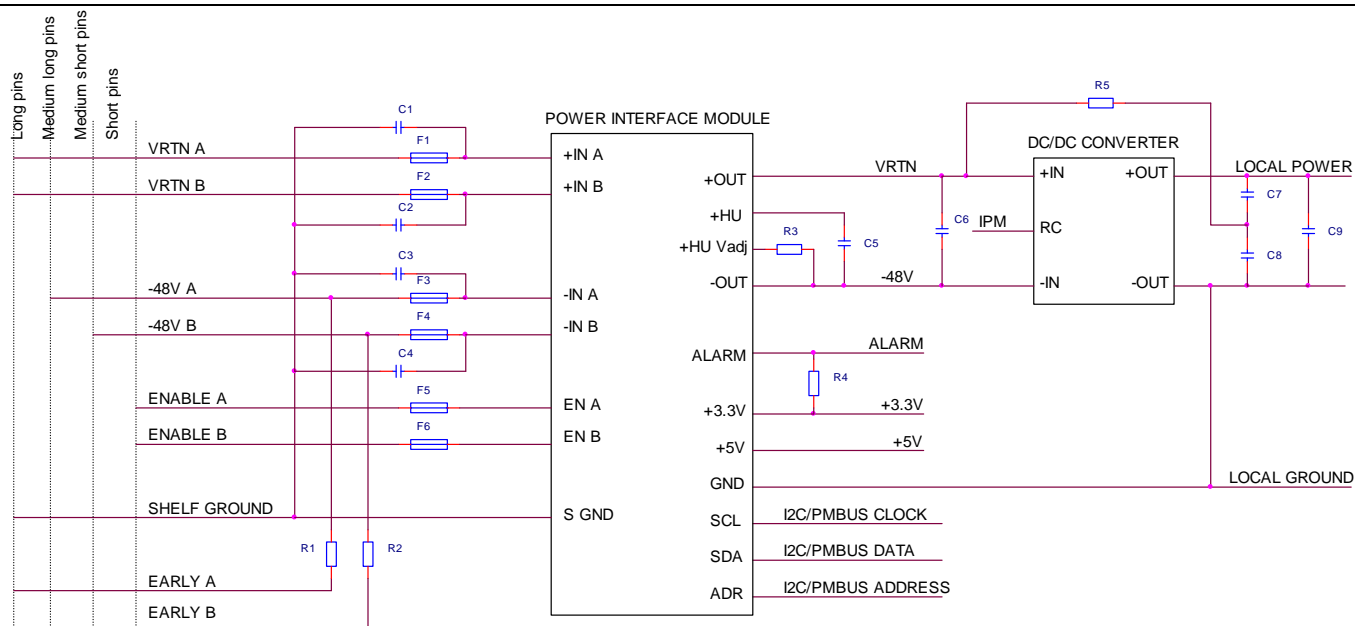 Long pins
Medium long pins
Medium short pins
Short pins
C1
R5
POWER INTERFACE MODULE
F1
DC/DC CONVERTER
VRTN A
+IN A
VRTN
+IN
+OUT
LOCAL POWER
VRTN B
F2
+IN B
+OUT
C7
C2
+HU
C6
IPM
RC
C9
R3
C5
+HU Vadj
C3
C8
-48V A
F3
-IN A
-OUT
-48V
-IN
-OUT
-48V B
F4
-IN B
C4
ALARM
ALARM
R4
ENABLE A
F5
EN A
+3.3V
+3.3V
ENABLE B
F6
EN B
+5V
+5V
GND
LOCAL GROUND
SHELF GROUND
S GND
SCL
I2C/PMBUS CLOCK
R1
R2
SDA
I2C/PMBUS DATA
EARLY A
ADR
I2C/PMBUS ADDRESS
EARLY B